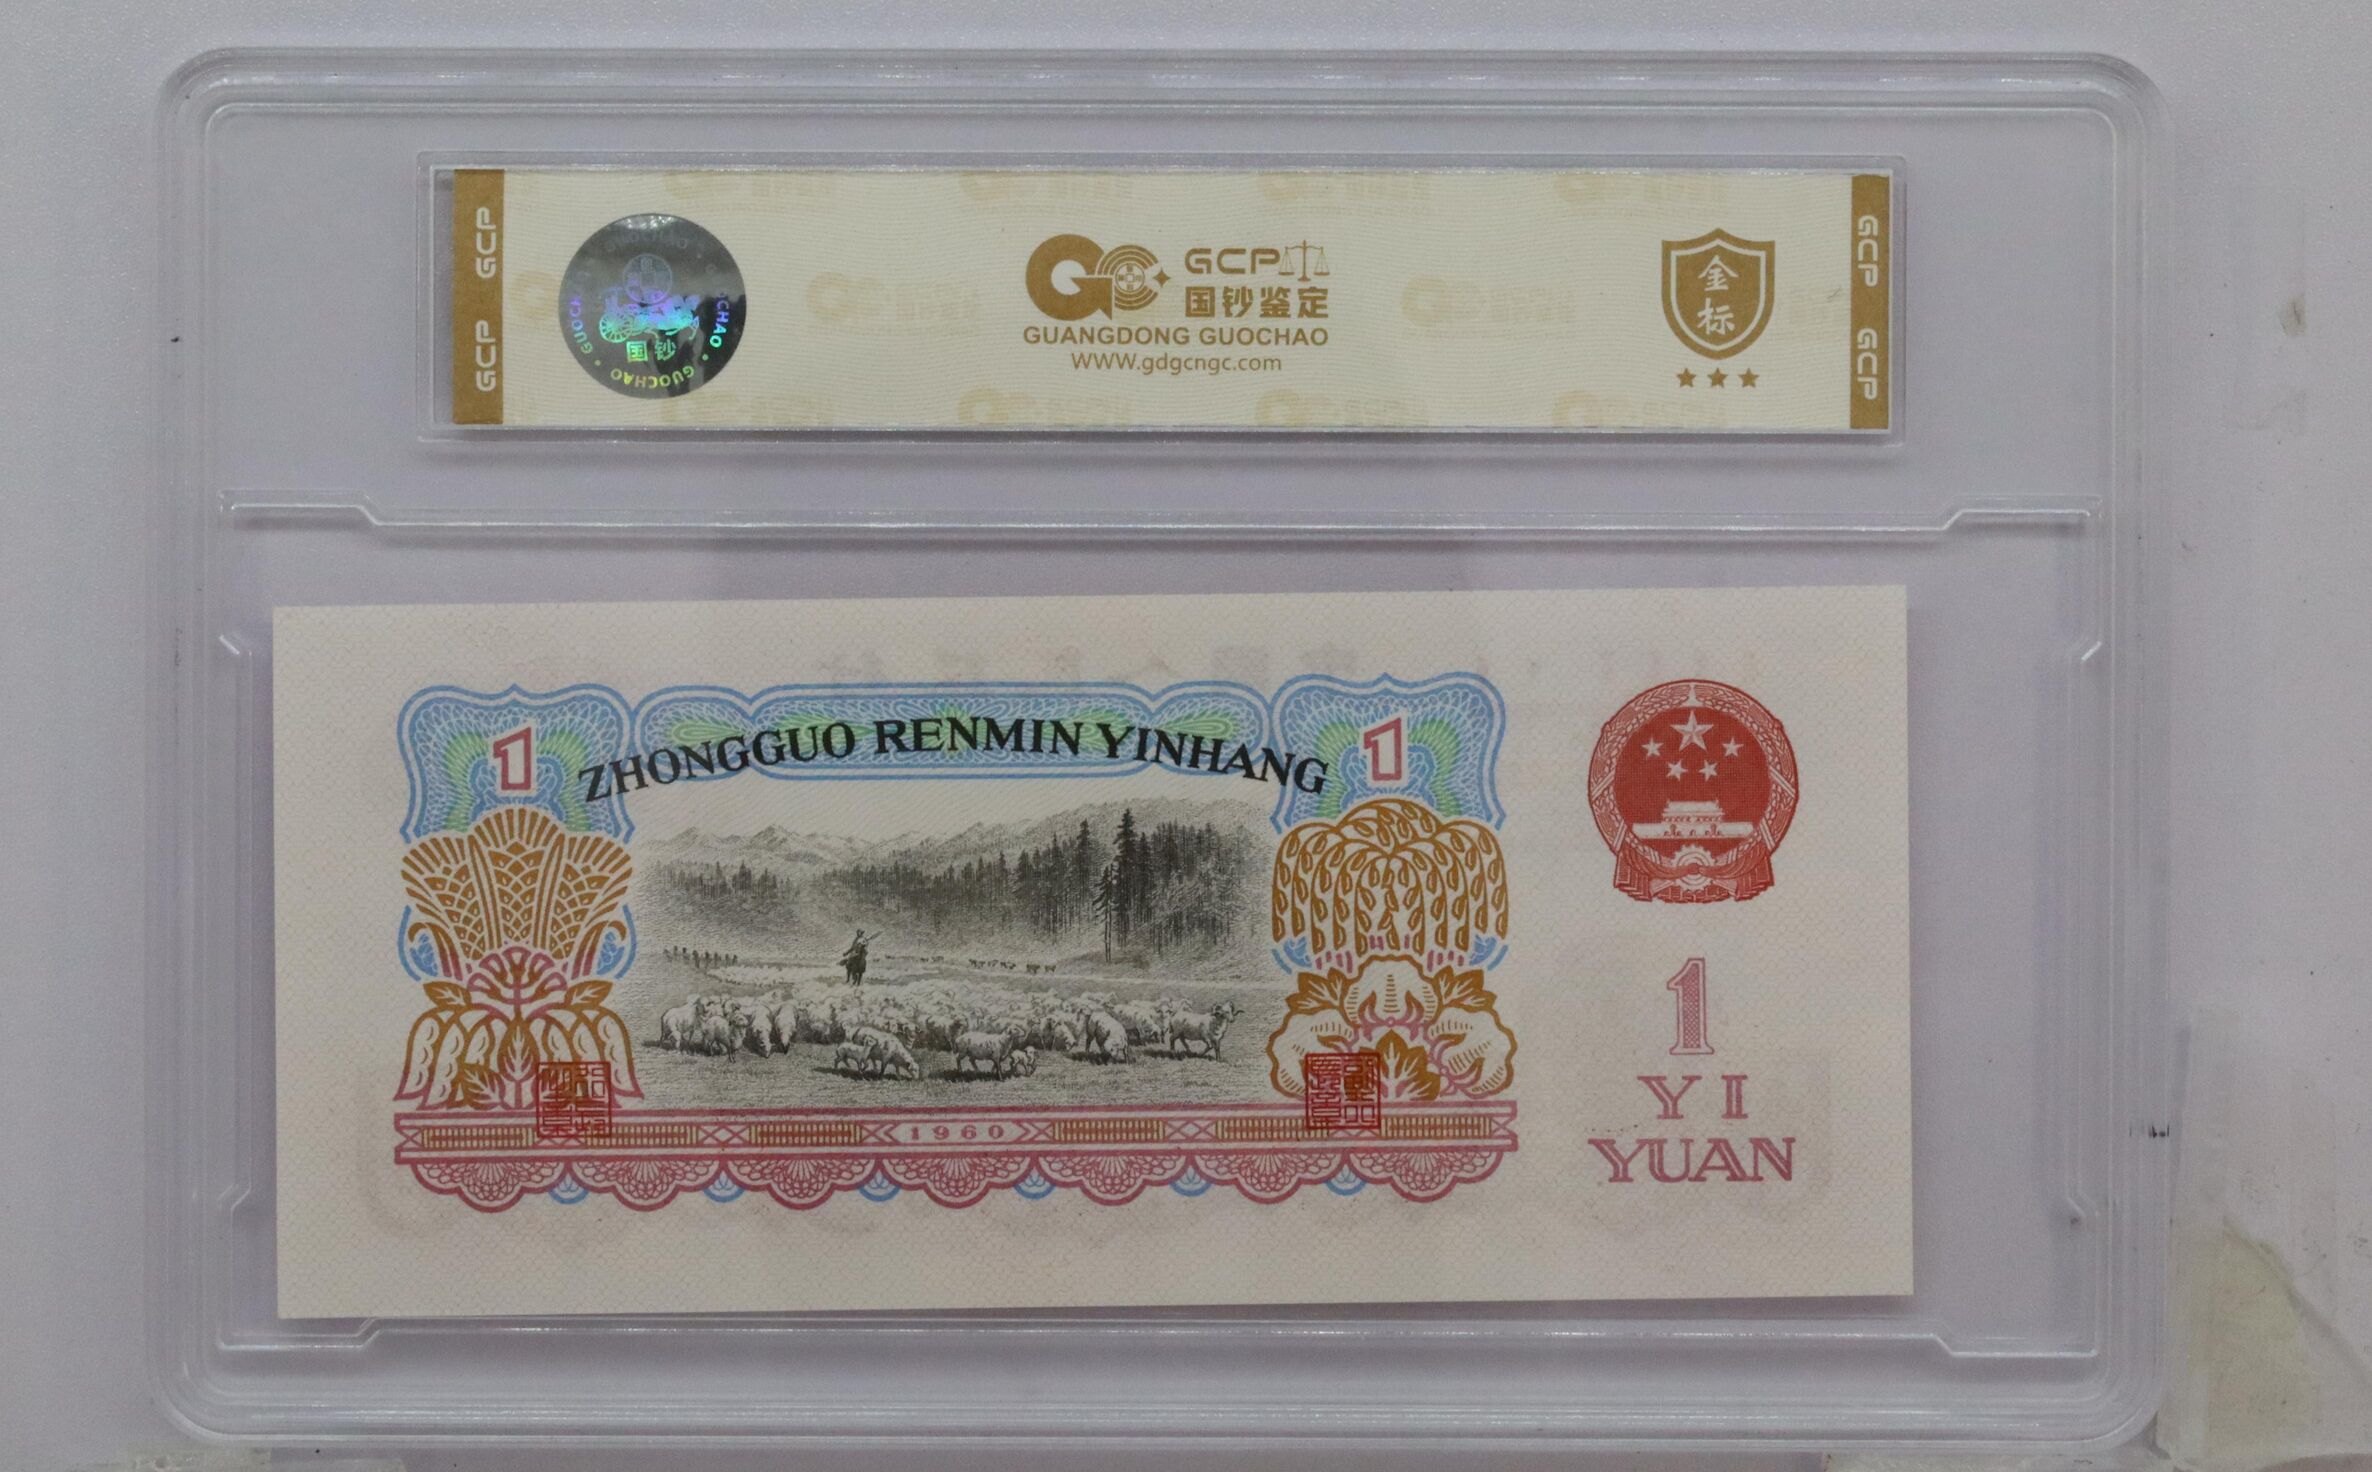 GCP GCP
国钞
GUOCHAO
GUOCHAO
GCP
国钞鉴定
GUANGDONG GUOCHAO
WWW.gdgcngc.com
金标
GCP GCP
1
ZHONGGUO RENMIN YINHANG
1
1960
1
YI
YUAN